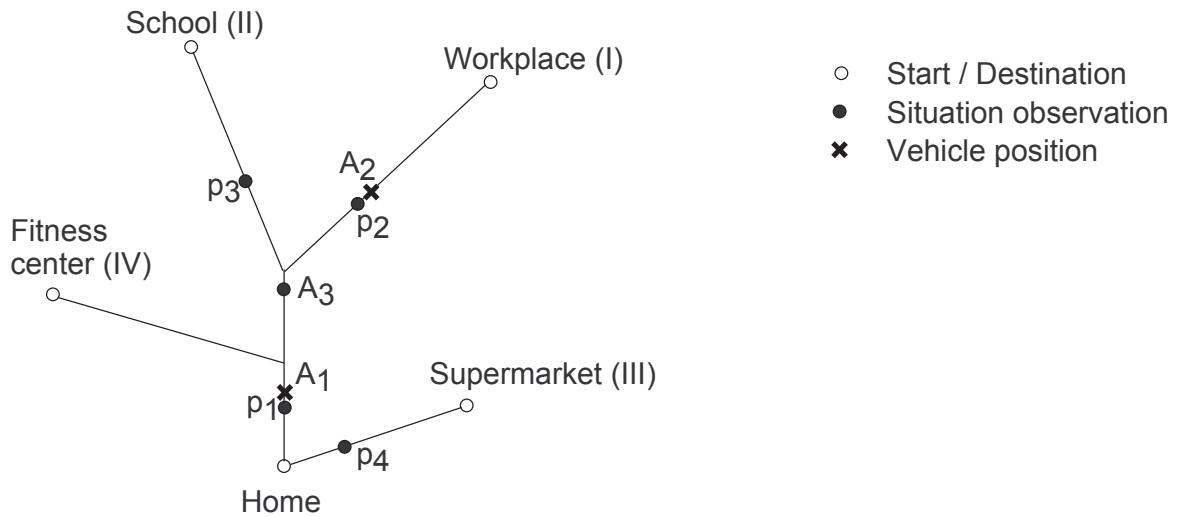 School (II)
Workplace (I)
Start / Destination
Situation observation
Vehicle position
A2
p3
p2
Fitness
center (IV)
A3
A1
Supermarket (III)
p1
p4
Home